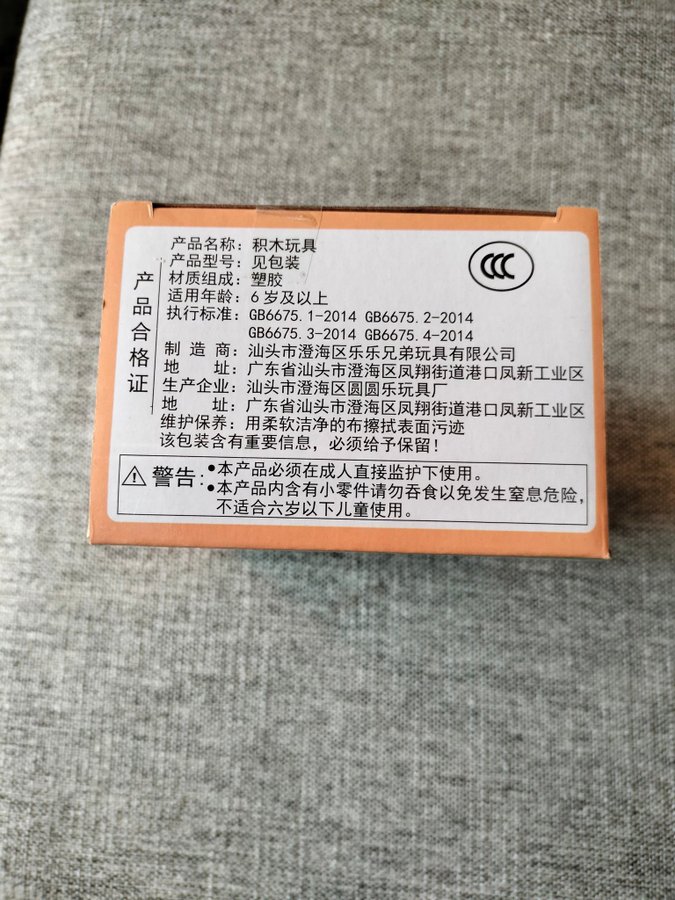 产品合格证
产品名称：积木玩具
产品型号：见包装
材质组成：塑胶
适用年龄：6岁及以上
执行标准：GB6675.1-2014 GB6675.2-2014
GB6675.3-2014 GB6675.4-2014
制造商：汕头市澄海区乐乐兄弟玩具有限公司
地址：广东省汕头市澄海区凤翔街道港口凤新工业区
生产企业：汕头市澄海区圆圆乐玩具厂
地址：广东省汕头市澄海区凤翔街道港口凤新工业区
维护保养：用柔软洁净的布擦拭表面污迹
该包装含有重要信息，必须给予保留！
警告：•本产品必须在成人直接监护下使用。
•本产品内含有小零件请勿吞食以免发生窒息危险，
不适合六岁以下儿童使用。
CCC